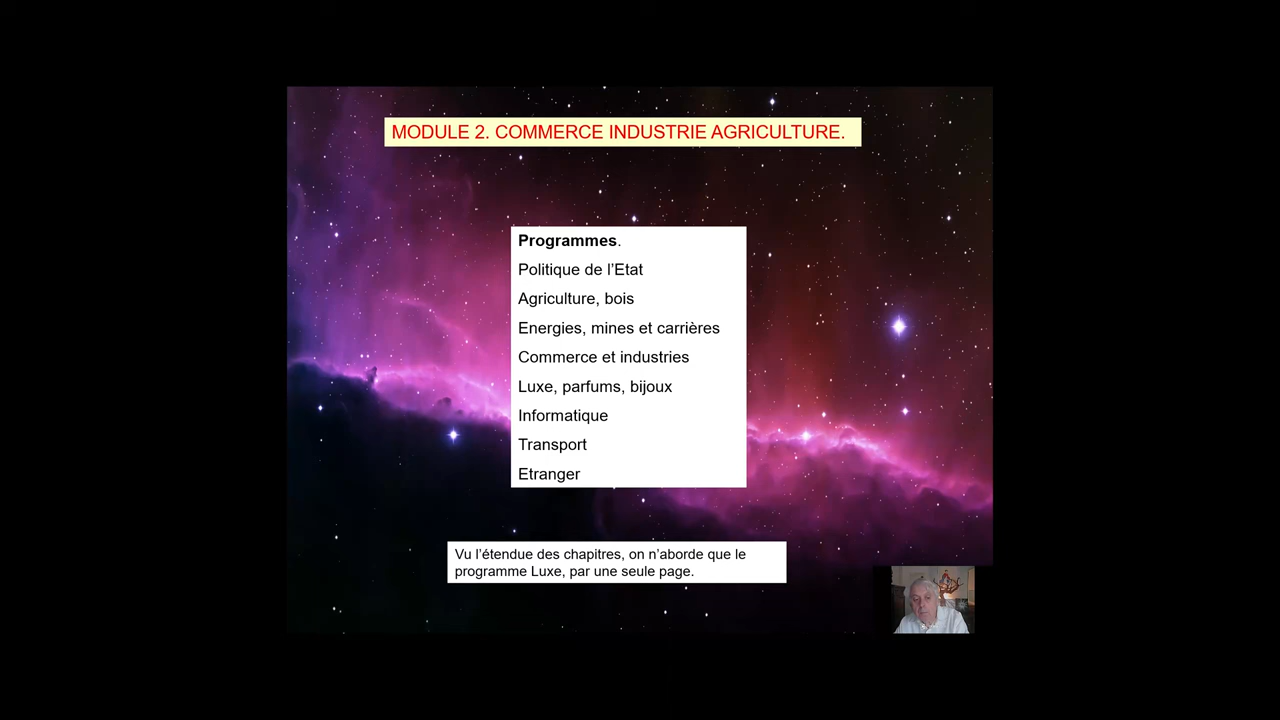 MODULE 2. COMMERCE INDUSTRIE AGRICULTURE.
Programmes.
Politique de l’Etat
Agriculture, bois
Energies, mines et carrières
Commerce et industries
Luxe, parfums, bijoux
Informatique
Transport
Etranger
Vu l’étendue des chapitres, on n’aborde que le
programme Luxe, par une seule page.